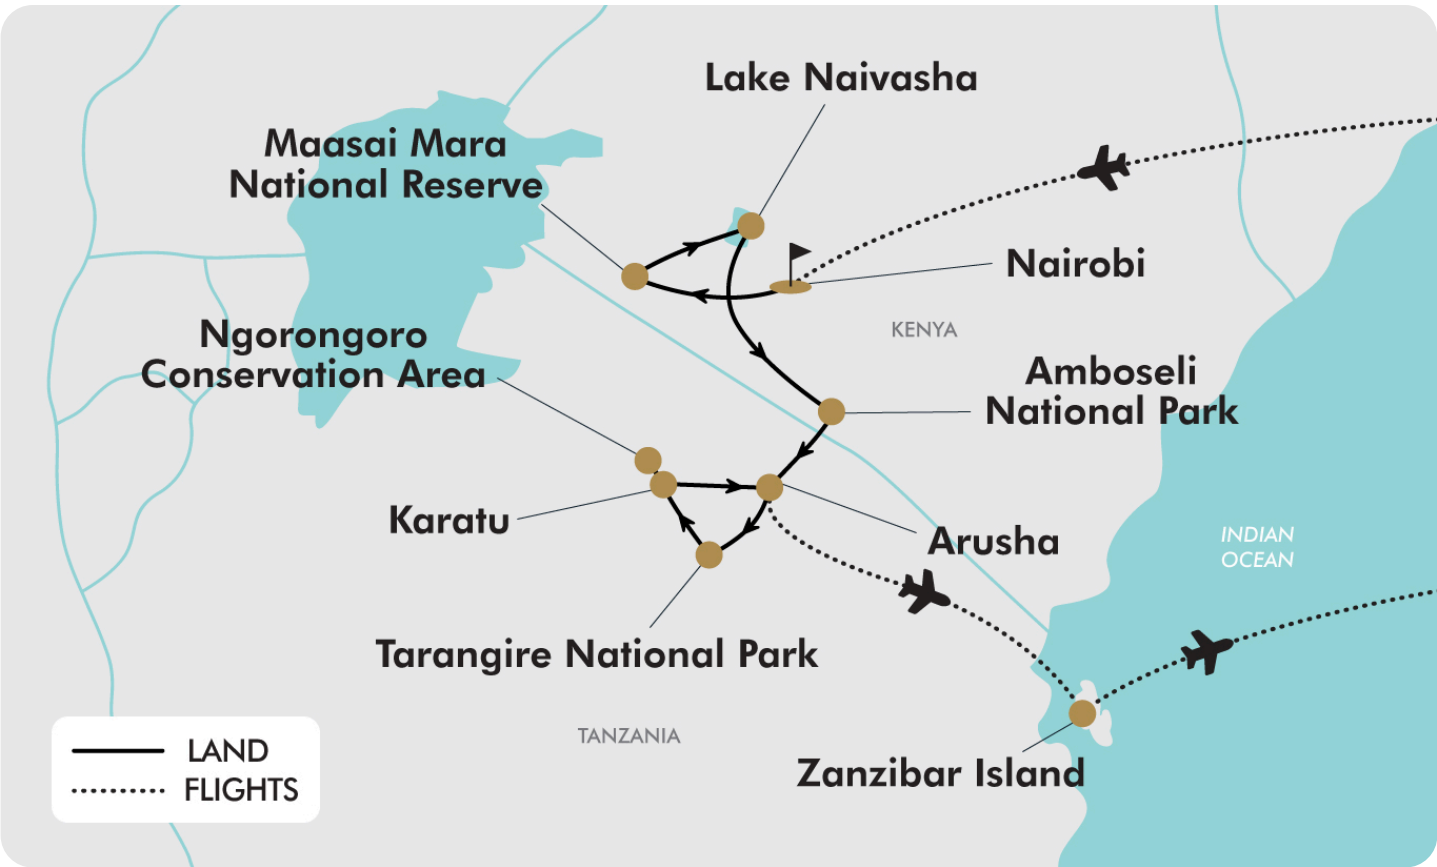 Lake Naivasha
Maasai Mara
National Reserve
Nairobi
KENYA
Ngorongoro
Conservation Area
Amboseli
National Park
Karatu
Arusha
INDIAN
OCEAN
Tarangire National Park
TANZANIA
Zanzibar Island
LAND
FLIGHTS